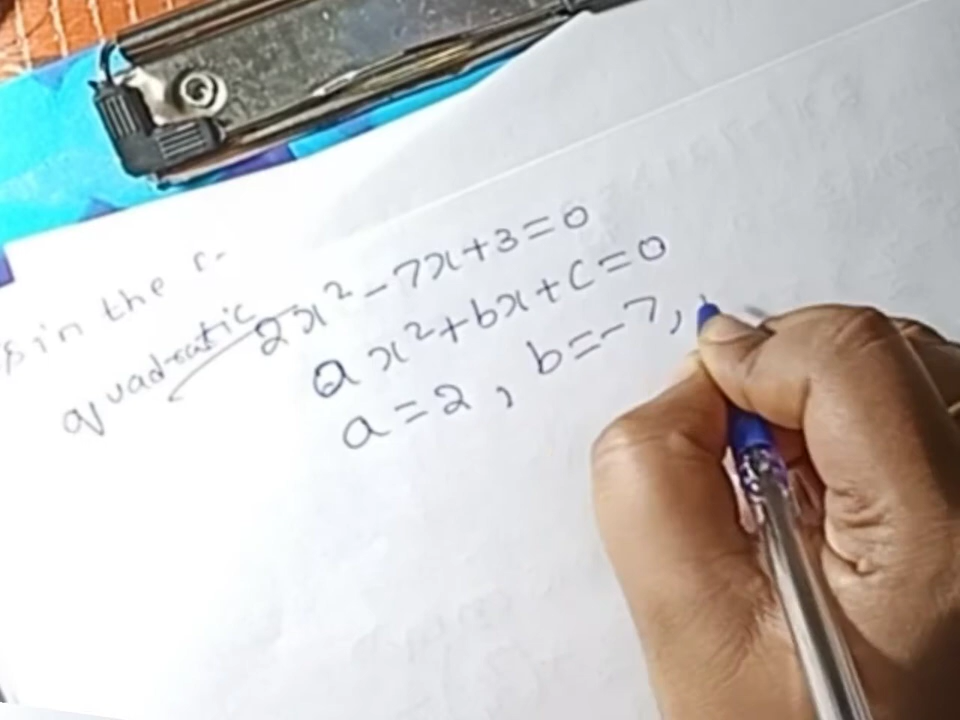 in the
quadratic
2x² - 7x + 3 = 0
ax² + bx + c = 0
a = 2, b = -7,